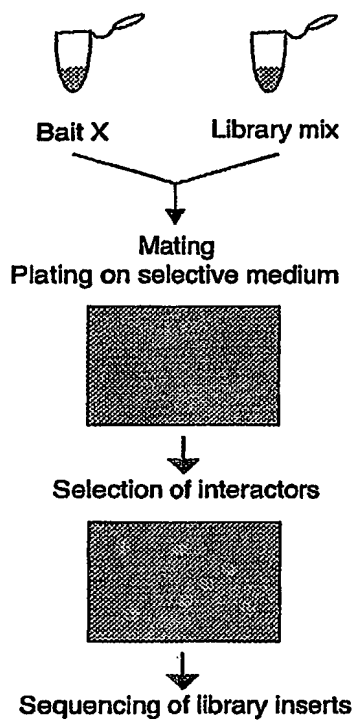 Bait X
Library mix
Mating
Plating on selective medium
Selection of interactors
Sequencing of library inserts